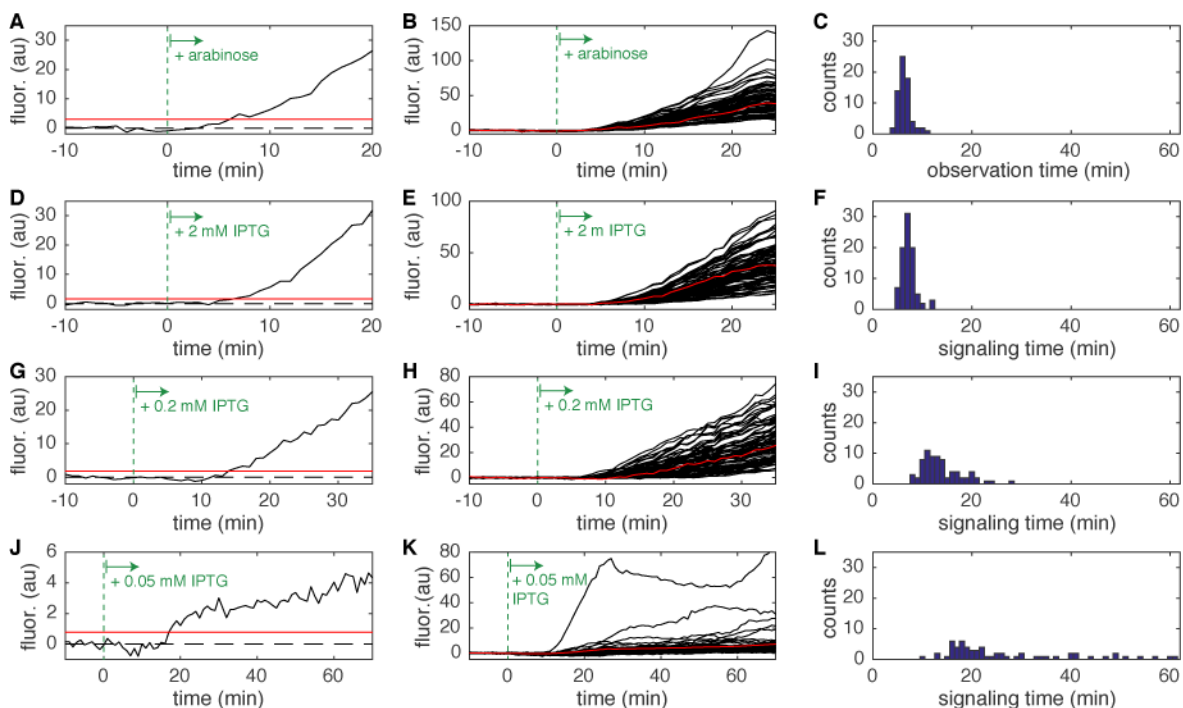 A
fluor. (au)
30
20
10
0
+ arabinose
-10 0 10 20
time (min)
B
fluor. (au)
150
100
50
0
+ arabinose
-10 0 10 20
time (min)
C
counts
30
20
10
0
0 20 40 60
observation time (min)
D
fluor. (au)
30
20
10
0
+ 2 mM IPTG
-10 0 10 20
time (min)
E
fluor. (au)
100
50
0
+ 2 m IPTG
-10 0 10 20
time (min)
F
counts
30
20
10
0
0 20 40 60
signaling time (min)
G
fluor. (au)
30
20
10
0
+ 0.2 mM IPTG
-10 0 10 20 30
time (min)
H
fluor. (au)
80
60
40
20
0
+ 0.2 mM IPTG
-10 0 10 20 30
time (min)
I
counts
30
20
10
0
0 20 40 60
signaling time (min)
J
fluor. (au)
6
4
2
0
+ 0.05 mM IPTG
0 20 40 60
time (min)
K
fluor.(au)
80
60
40
20
0
+ 0.05 mM
IPTG
0 20 40 60
time (min)
L
counts
30
20
10
0
0 20 40 60
signaling time (min)